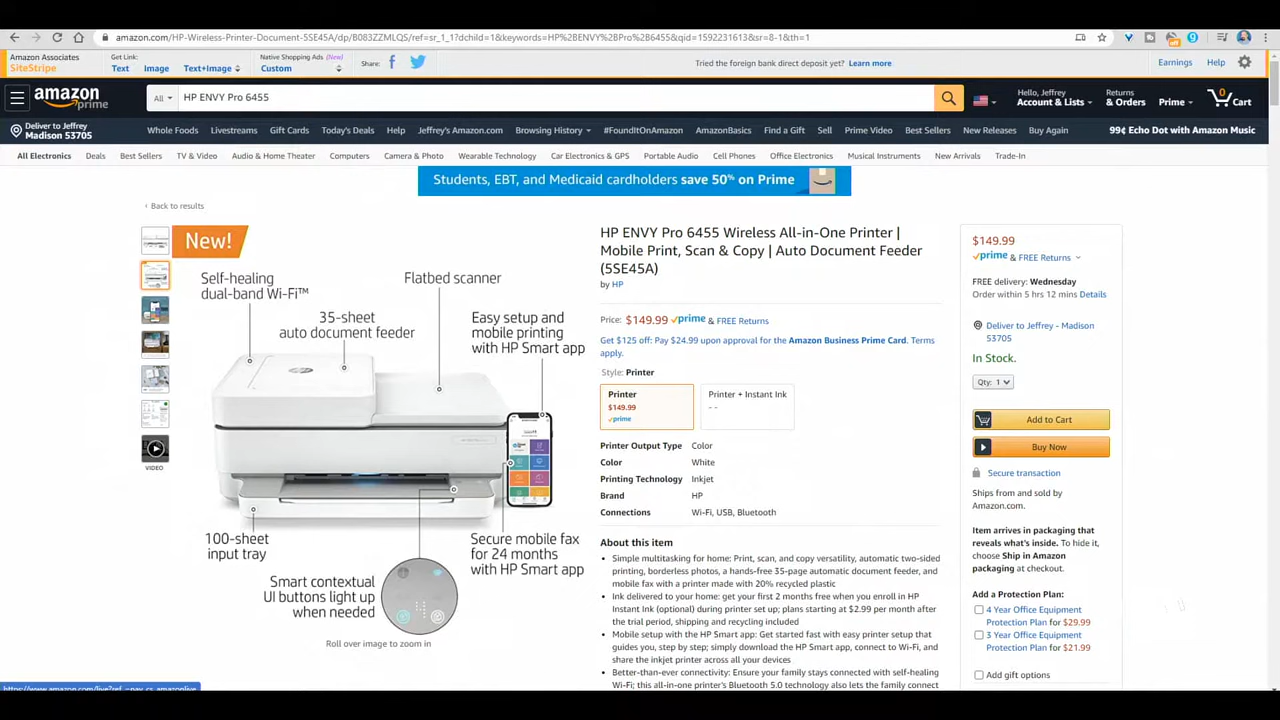 amazon.com/HP-Wireless-Printer-Document-5SE45A/dp/B083ZZMLQS/ref=sr_1_1?dchild=1&keywords=HP%2BENVY%2BPro%2B6455&qid=1592231613&sr=8-1&th=1
Amazon Associates
SiteStripe
Get Link:
Text Image Text+Image
Native Shopping Ads (New)
Custom
Share:
Tried the foreign bank direct deposit yet? Learn more
Earnings Help
amazon prime
All HP ENVY Pro 6455
Hello, Jeffrey
Account & Lists
Returns
& Orders
Prime
0
Cart
Deliver to Jeffrey
Madison 53705
Whole Foods Livestreams Gift Cards Today's Deals Help Jeffrey's Amazon.com Browsing History #FoundItOnAmazon AmazonBasics Find a Gift Sell Prime Video Best Sellers New Releases Buy Again 99¢ Echo Dot with Amazon Music
All Electronics Deals Best Sellers TV & Video Audio & Home Theater Computers Camera & Photo Wearable Technology Car Electronics & GPS Portable Audio Cell Phones Office Electronics Musical Instruments New Arrivals Trade-In
Students, EBT, and Medicaid cardholders save 50% on Prime
‹ Back to results
New!
Self-healing
dual-band Wi-Fi™
Flatbed scanner
35-sheet
auto document feeder
Easy setup and
mobile printing
with HP Smart app
100-sheet
input tray
Secure mobile fax
for 24 months
with HP Smart app
Smart contextual
UI buttons light up
when needed
Roll over image to zoom in
VIDEO
HP ENVY Pro 6455 Wireless All-in-One Printer |
Mobile Print, Scan & Copy | Auto Document Feeder
(5SE45A)
by HP
Price: $149.99 prime & FREE Returns
Get $125 off: Pay $24.99 upon approval for the Amazon Business Prime Card. Terms
apply.
Style: Printer
Printer
$149.99
prime
Printer + Instant Ink
- -
Printer Output Type Color
Color White
Printing Technology Inkjet
Brand HP
Connections Wi-Fi, USB, Bluetooth
About this item
• Simple multitasking for home: Print, scan, and copy versatility, automatic two-sided
printing, borderless photos, a hands-free 35-page automatic document feeder, and
mobile fax with a printer made with 20% recycled plastic
• Ink delivered to your home: get your first 2 months free when you enroll in HP
Instant Ink (optional) during printer set up; plans starting at $2.99 per month after
the trial period, shipping and recycling included
• Mobile setup with the HP Smart app: Get started fast with easy printer setup that
guides you, step by step; simply download the HP Smart app, connect to Wi-Fi, and
share the inkjet printer across all your devices
• Better-than-ever connectivity: Ensure your family stays connected with self-healing
Wi-Fi; this all-in-one printer's Bluetooth 5.0 technology also lets the family connect
$149.99
prime & FREE Returns
FREE delivery: Wednesday
Order within 5 hrs 12 mins Details
Deliver to Jeffrey - Madison
53705
In Stock.
Qty: 1
Add to Cart
Buy Now
Secure transaction
Ships from and sold by
Amazon.com.
Item arrives in packaging that
reveals what's inside. To hide it,
choose Ship in Amazon
packaging at checkout.
Add a Protection Plan:
4 Year Office Equipment
Protection Plan for $29.99
3 Year Office Equipment
Protection Plan for $21.99
Add gift options